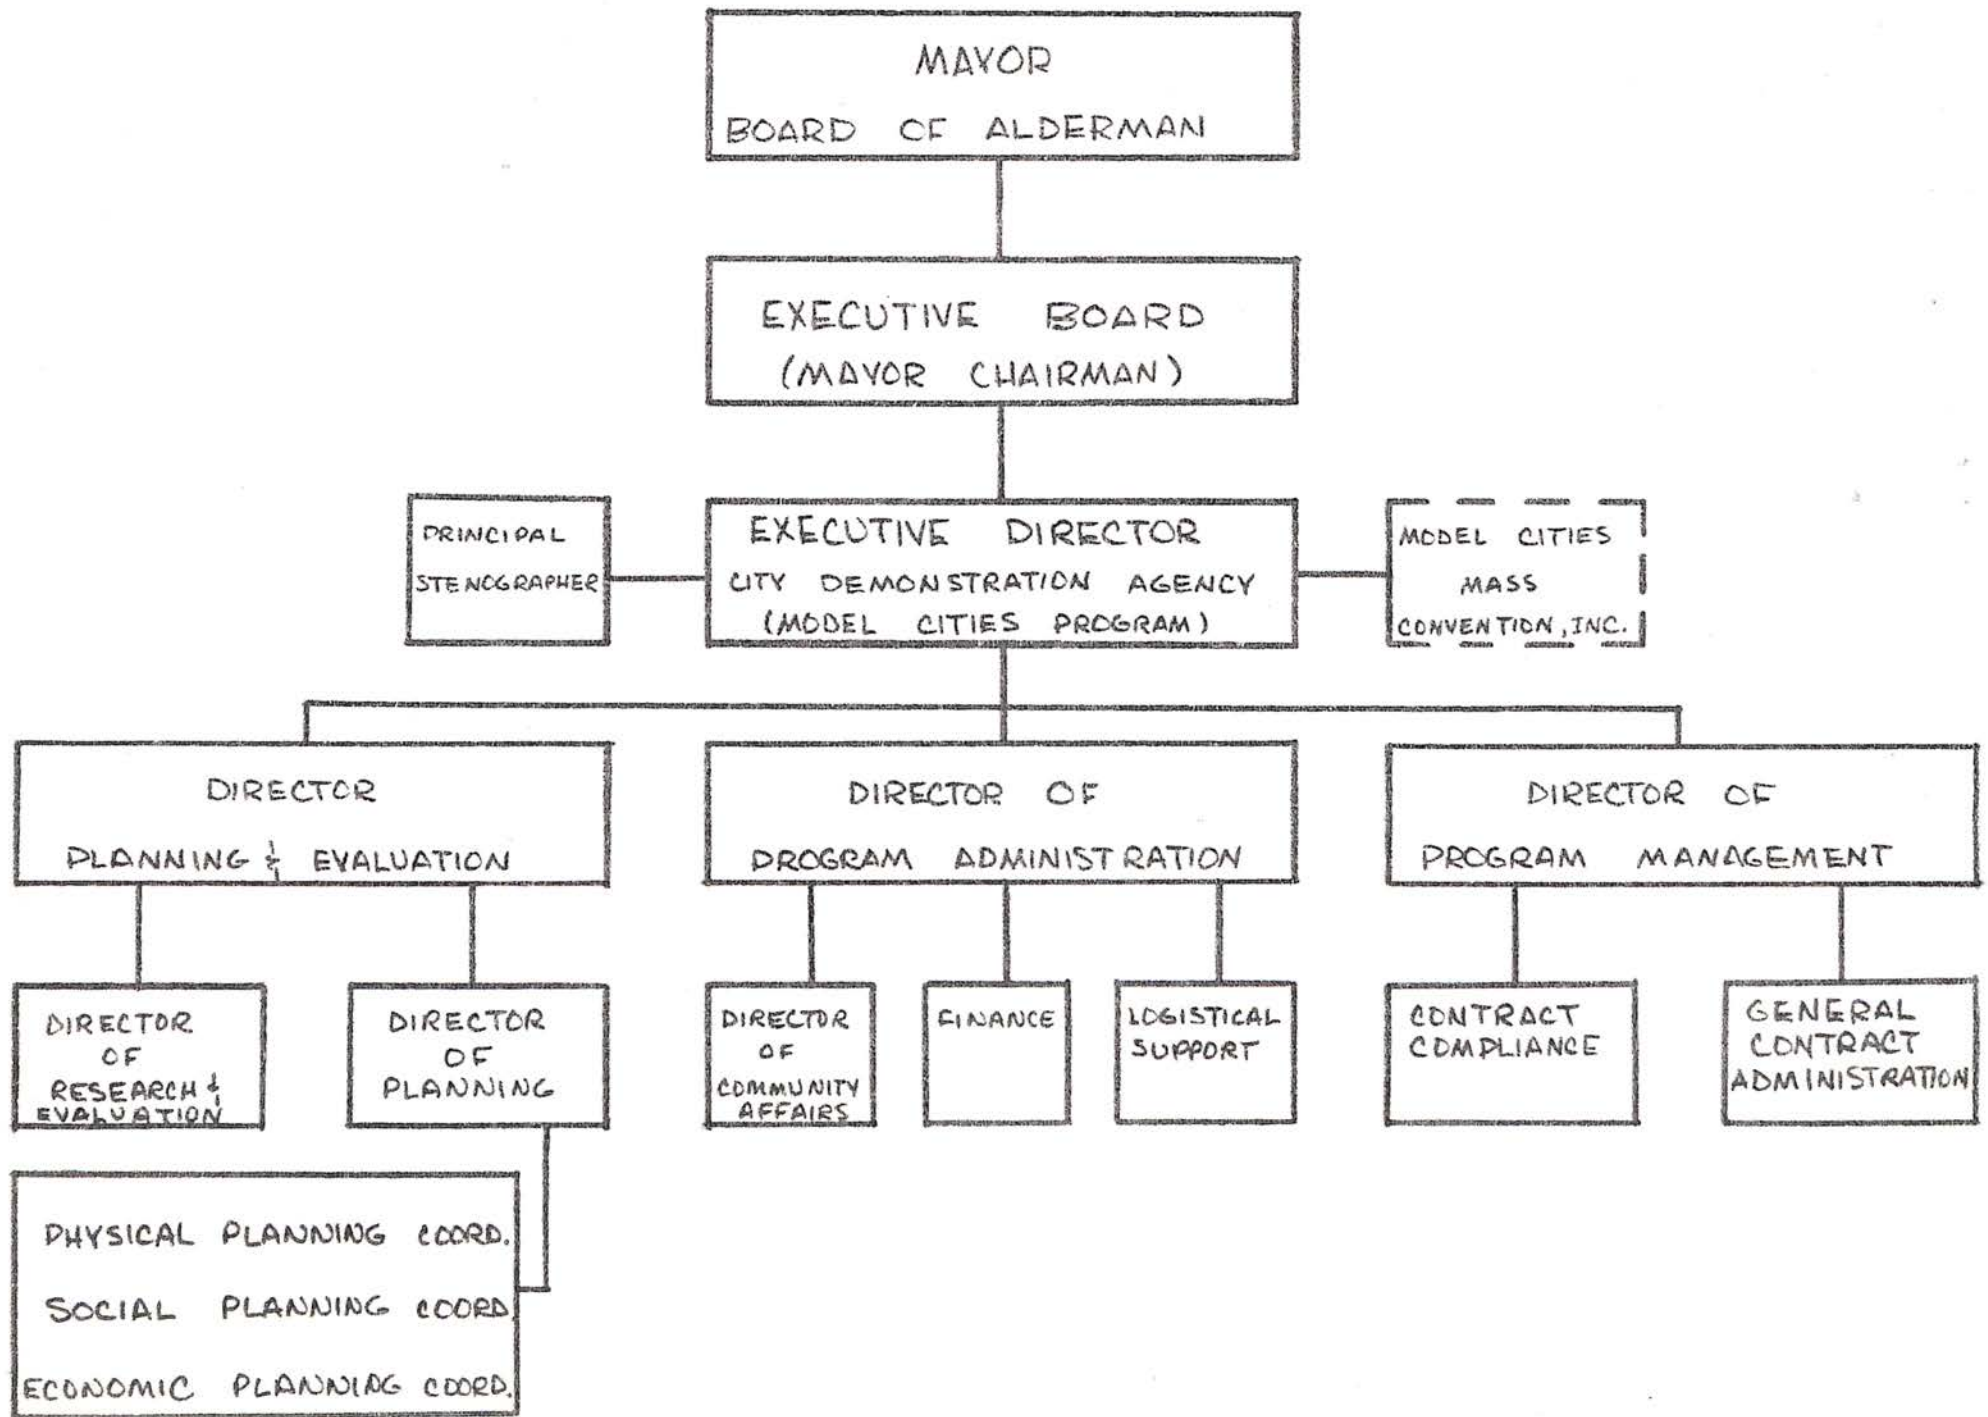 MAYOR
BOARD OF ALDERMAN
EXECUTIVE BOARD
(MAYOR CHAIRMAN)
PRINCIPAL
STENOGRAPHER
EXECUTIVE DIRECTOR
CITY DEMONSTRATION AGENCY
(MODEL CITIES PROGRAM)
MODEL CITIES
MASS
CONVENTION, INC.
DIRECTOR
PLANNING & EVALUATION
DIRECTOR OF
PROGRAM ADMINISTRATION
DIRECTOR OF
PROGRAM MANAGEMENT
DIRECTOR
OF
RESEARCH &
EVALUATION
DIRECTOR
OF
PLANNING
DIRECTOR
OF
COMMUNITY
AFFAIRS
FINANCE
LOGISTICAL
SUPPORT
CONTRACT
COMPLIANCE
GENERAL
CONTRACT
ADMINISTRATION
PHYSICAL PLANNING COORD.
SOCIAL PLANNING COORD.
ECONOMIC PLANNING COORD.